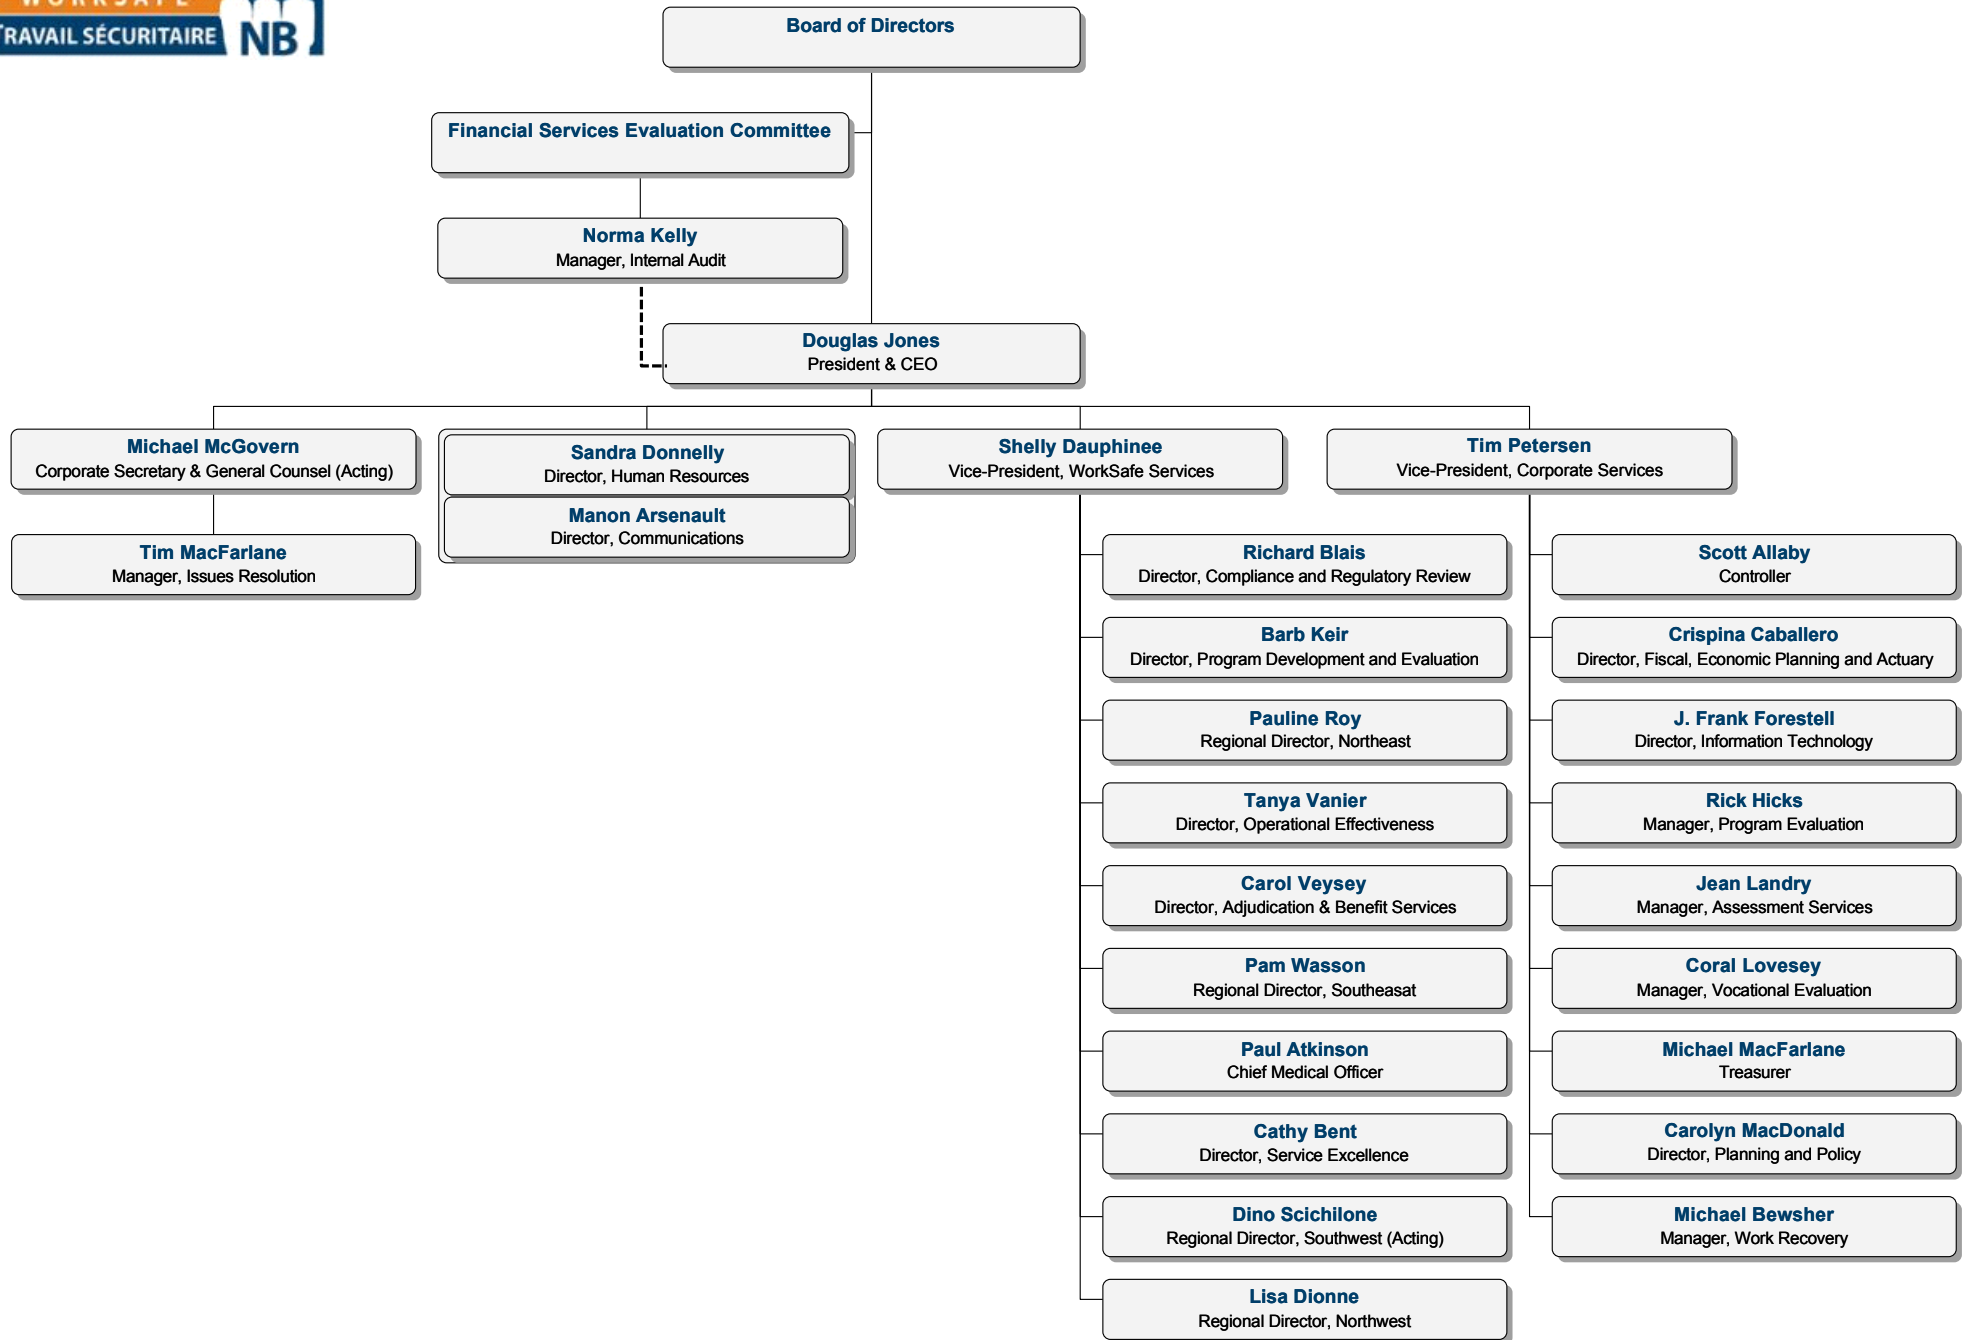 WORKSAFE
TRAVAIL SÉCURITAIRE NB
Board of Directors
Financial Services Evaluation Committee
Norma Kelly
Manager, Internal Audit
Douglas Jones
President & CEO
Michael McGovern
Corporate Secretary & General Counsel (Acting)
Tim MacFarlane
Manager, Issues Resolution
Sandra Donnelly
Director, Human Resources
Manon Arsenault
Director, Communications
Shelly Dauphinee
Vice-President, WorkSafe Services
Richard Blais
Director, Compliance and Regulatory Review
Barb Keir
Director, Program Development and Evaluation
Pauline Roy
Regional Director, Northeast
Tanya Vanier
Director, Operational Effectiveness
Carol Veysey
Director, Adjudication & Benefit Services
Pam Wasson
Regional Director, Southeasat
Paul Atkinson
Chief Medical Officer
Cathy Bent
Director, Service Excellence
Dino Scichilone
Regional Director, Southwest (Acting)
Lisa Dionne
Regional Director, Northwest
Tim Petersen
Vice-President, Corporate Services
Scott Allaby
Controller
Crispina Caballero
Director, Fiscal, Economic Planning and Actuary
J. Frank Forestell
Director, Information Technology
Rick Hicks
Manager, Program Evaluation
Jean Landry
Manager, Assessment Services
Coral Lovesey
Manager, Vocational Evaluation
Michael MacFarlane
Treasurer
Carolyn MacDonald
Director, Planning and Policy
Michael Bewsher
Manager, Work Recovery